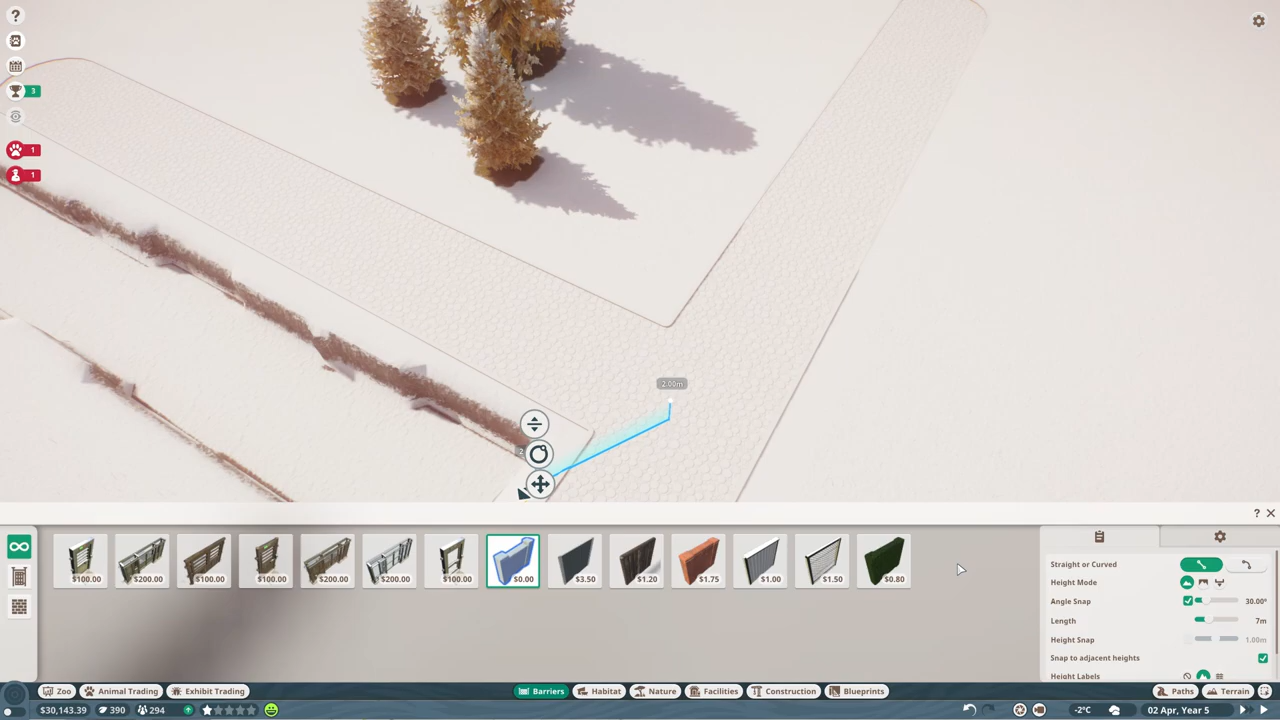 ?
3
1
1
2.00m
2
? ×
$100.00 $200.00 $100.00 $100.00 $200.00 $200.00 $100.00 $0.00 $3.50 $1.20 $1.75 $1.00 $1.50 $0.80
Straight or Curved
Height Mode
Angle Snap 30.00°
Length 7m
Height Snap 1.00m
Snap to adjacent heights
Height Labels
Zoo Animal Trading Exhibit Trading Barriers Habitat Nature Facilities Construction Blueprints Paths Terrain
$30,143.39 390 294 -2°C 02 Apr, Year 5